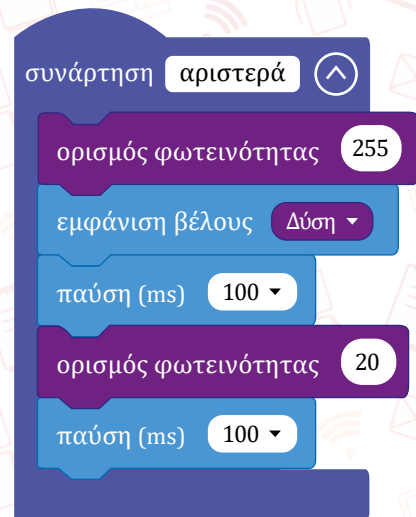 συνάρτηση αριστερά
ορισμός φωτεινότητας 255
εμφάνιση βέλους Δύση
παύση (ms) 100
ορισμός φωτεινότητας 20
παύση (ms) 100